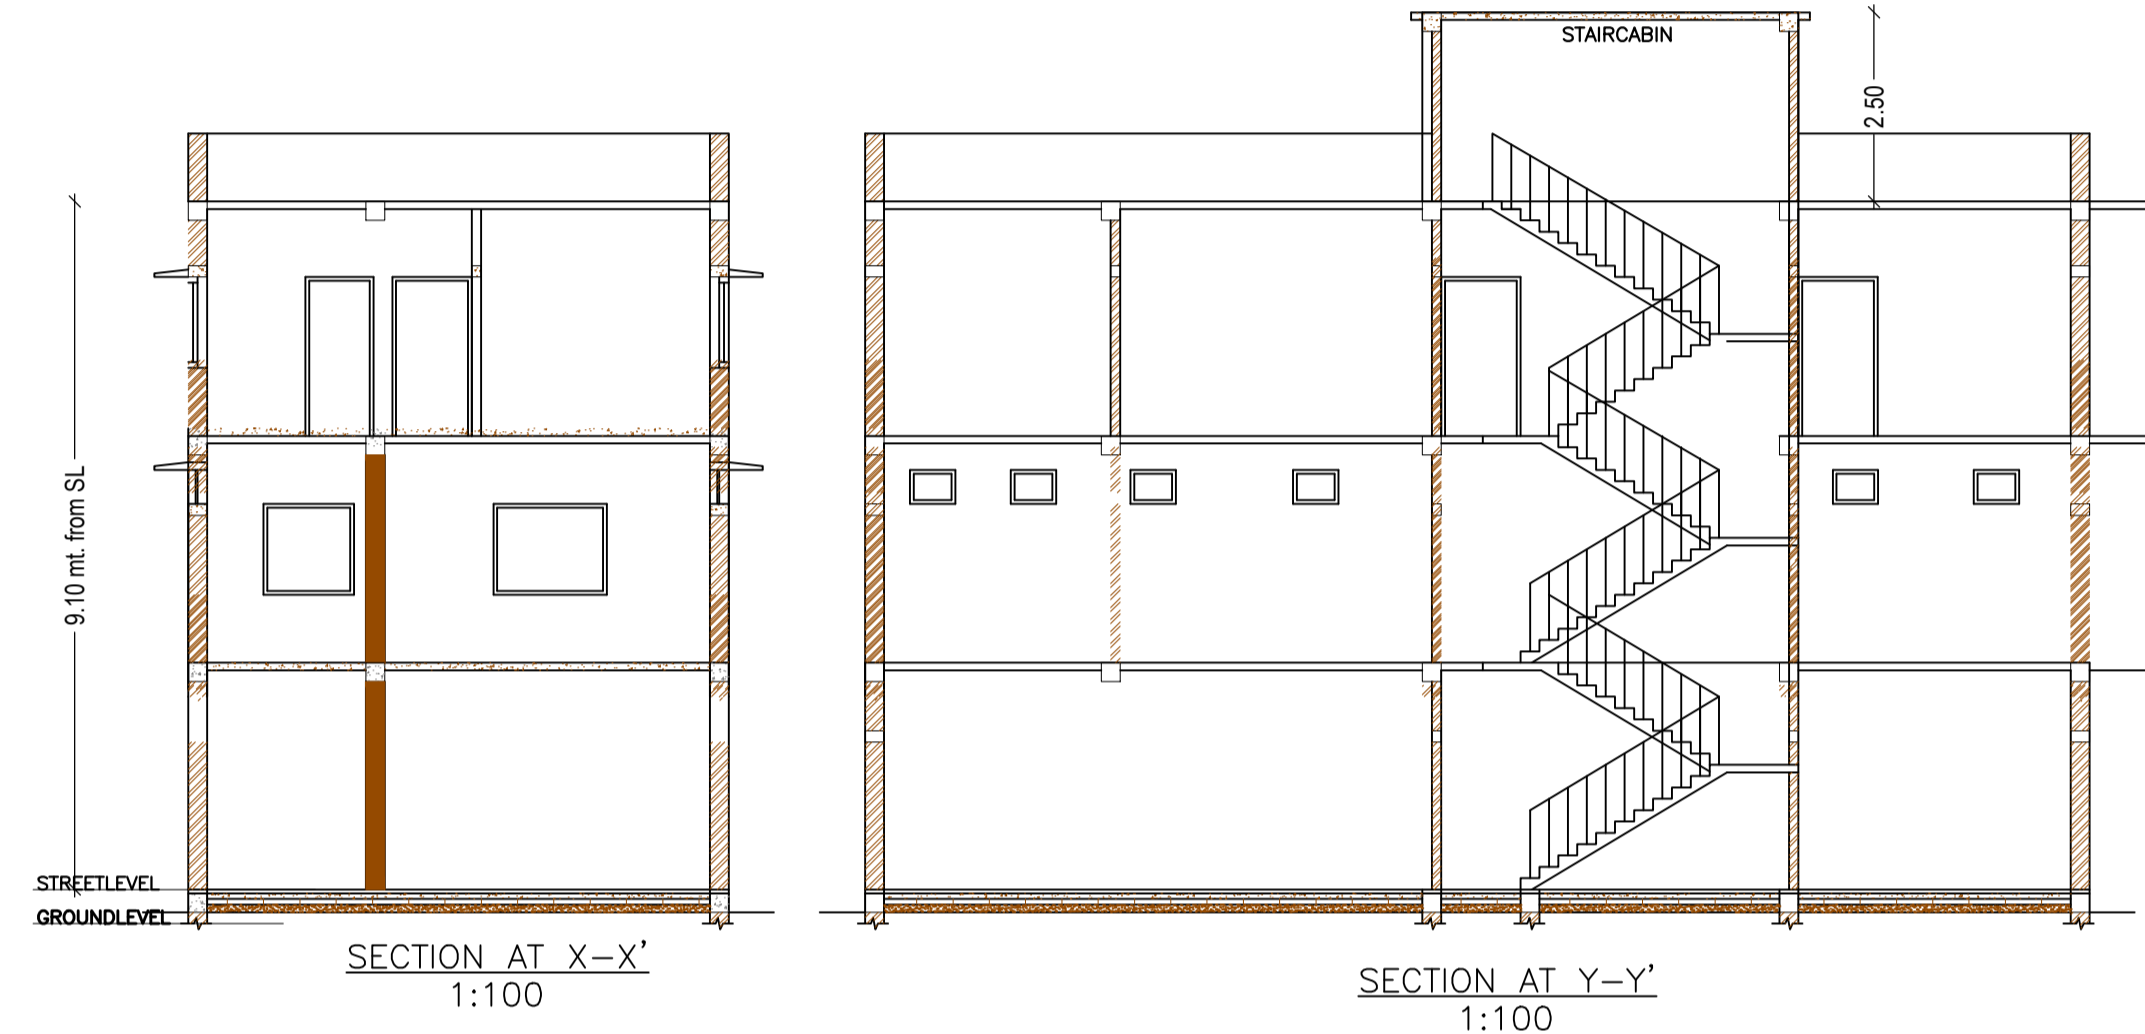 STAIRCABIN
2.50
9.10 mt. from SL
STREETLEVEL
GROUNDLEVEL
SECTION AT X-X'
1:100
SECTION AT Y-Y'
1:100